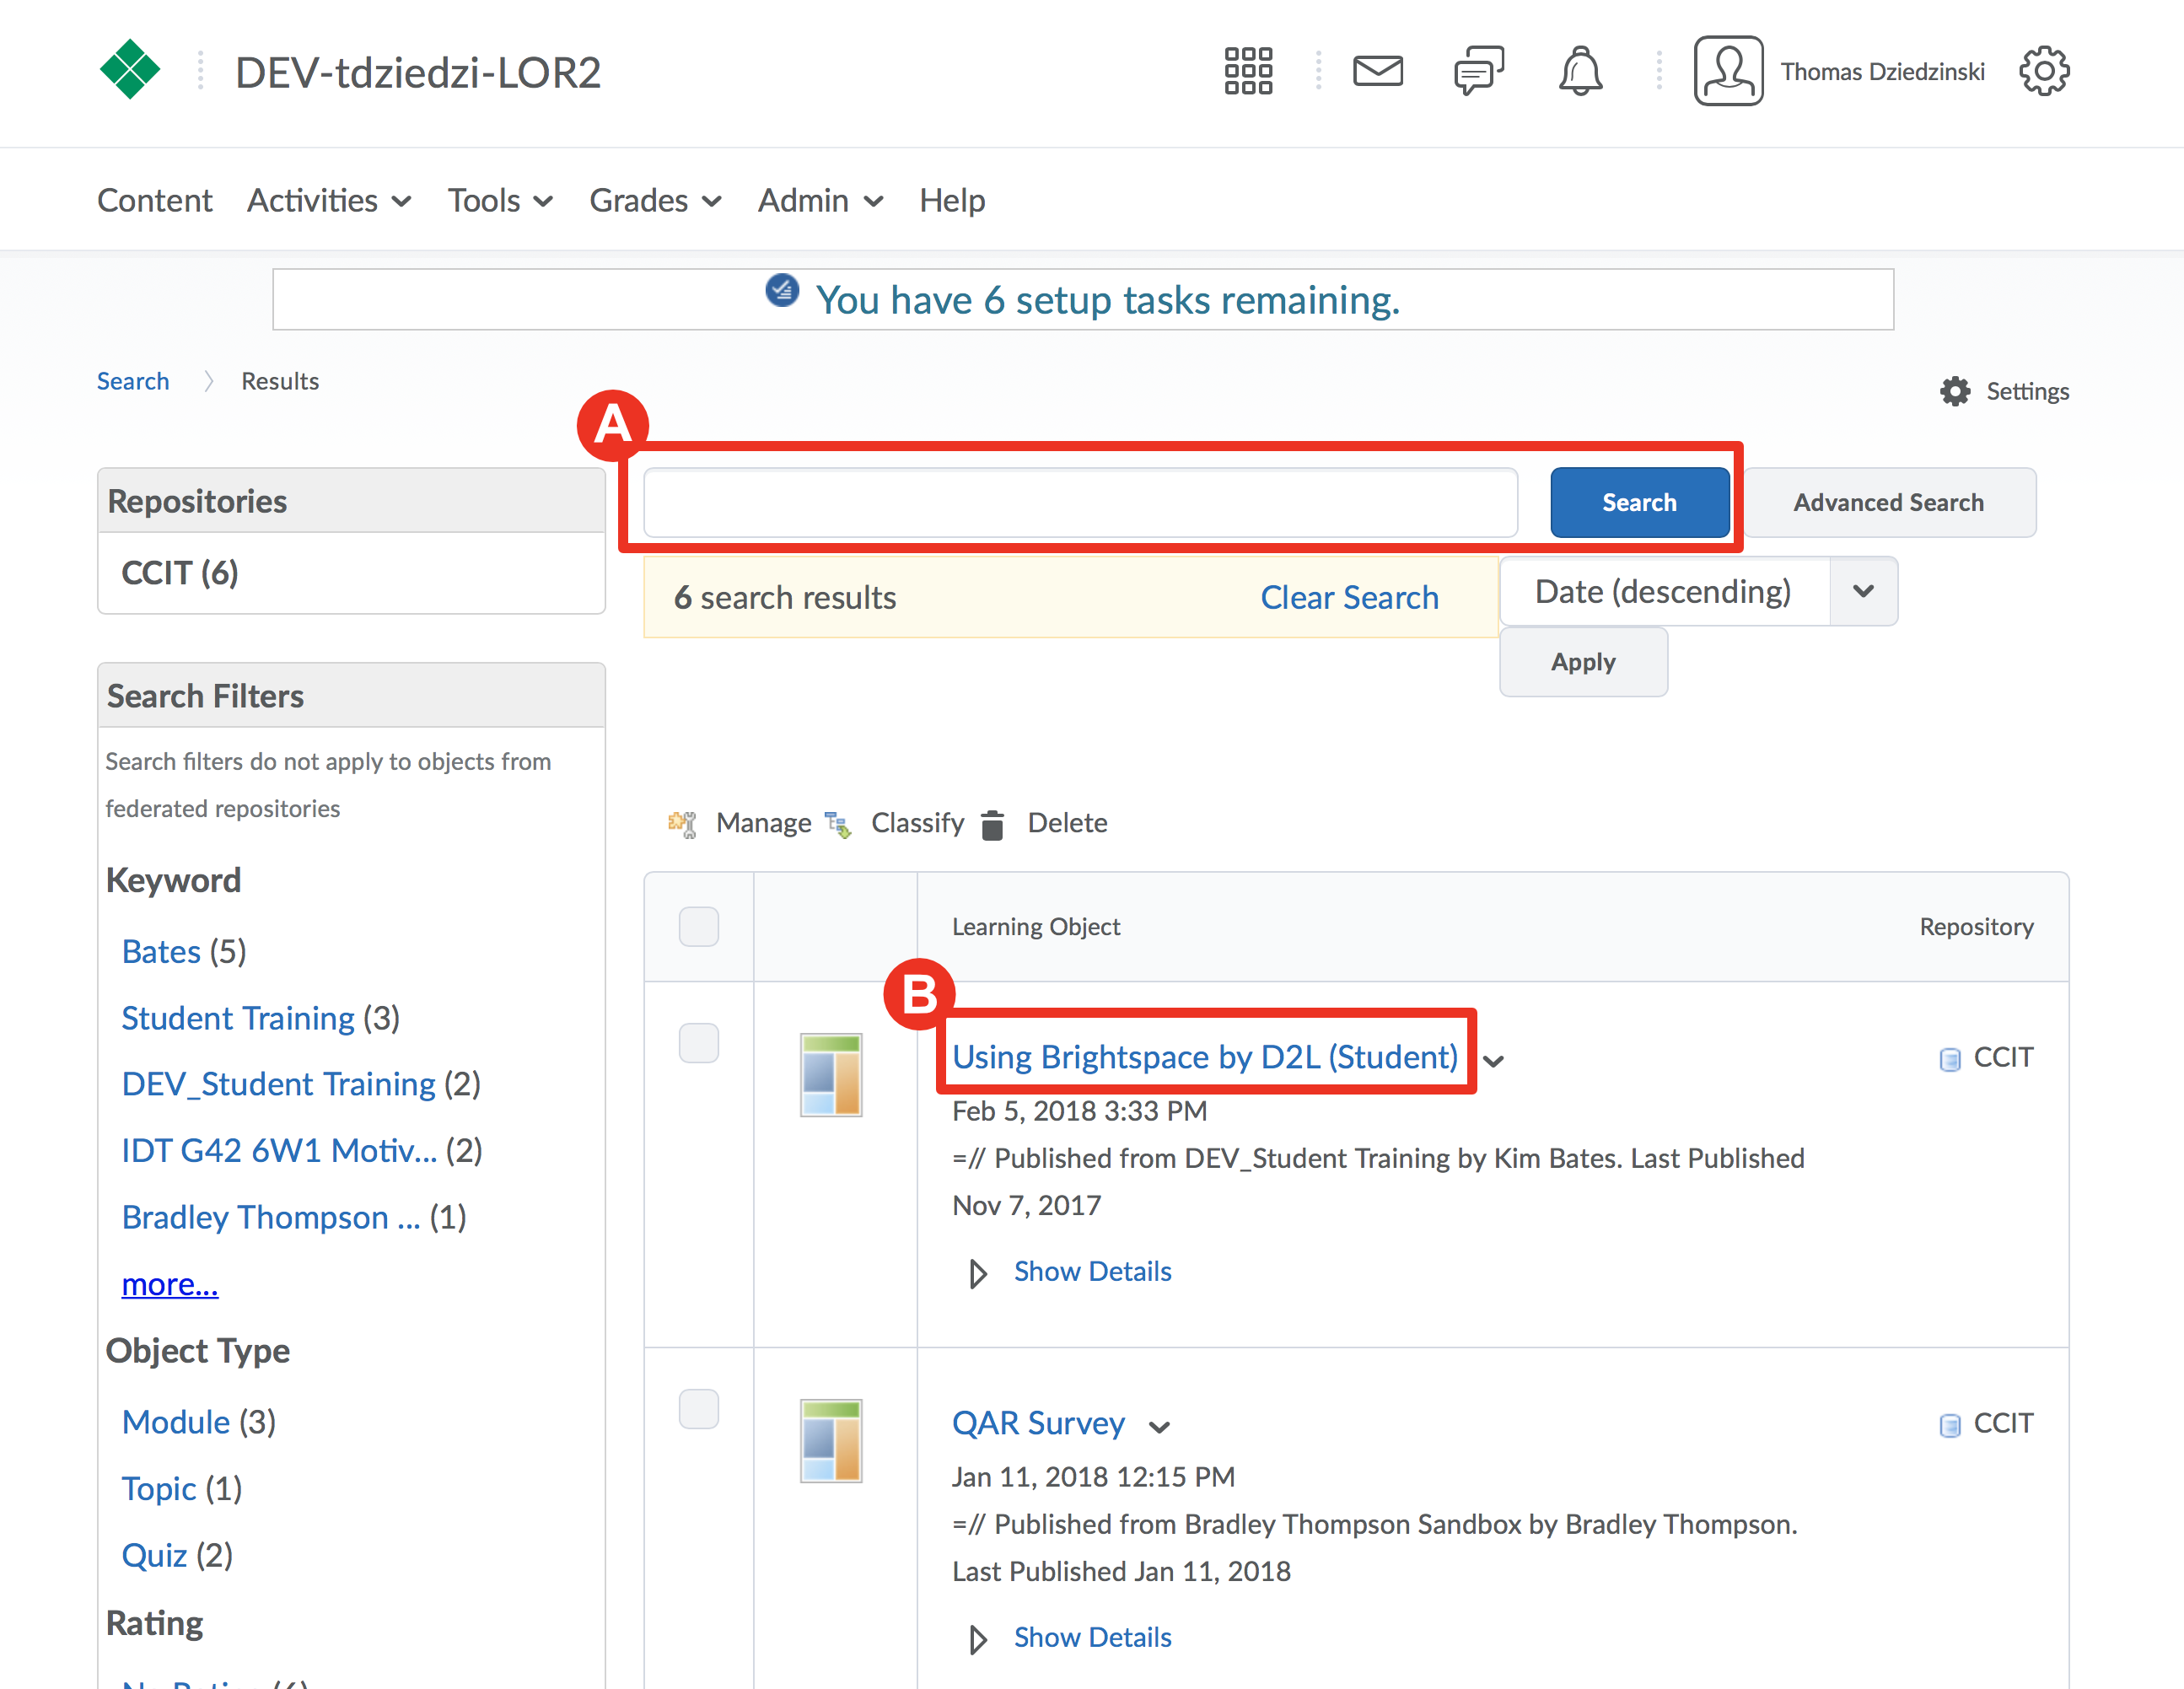 DEV-tdziedzi-LOR2
Thomas Dziedzinski
Content Activities Tools Grades Admin Help
You have 6 setup tasks remaining.
Search Results
Settings
A
Search Advanced Search
Repositories
CCIT (6)
6 search results Clear Search Date (descending)
Apply
Search Filters
Search filters do not apply to objects from
federated repositories
Keyword
Bates (5)
Student Training (3)
DEV_Student Training (2)
IDT G42 6W1 Motiv... (2)
Bradley Thompson ... (1)
more...
Object Type
Module (3)
Topic (1)
Quiz (2)
Rating
Manage Classify Delete
Learning Object Repository
B
Using Brightspace by D2L (Student) CCIT
Feb 5, 2018 3:33 PM
=// Published from DEV_Student Training by Kim Bates. Last Published
Nov 7, 2017
Show Details
QAR Survey CCIT
Jan 11, 2018 12:15 PM
=// Published from Bradley Thompson Sandbox by Bradley Thompson.
Last Published Jan 11, 2018
Show Details